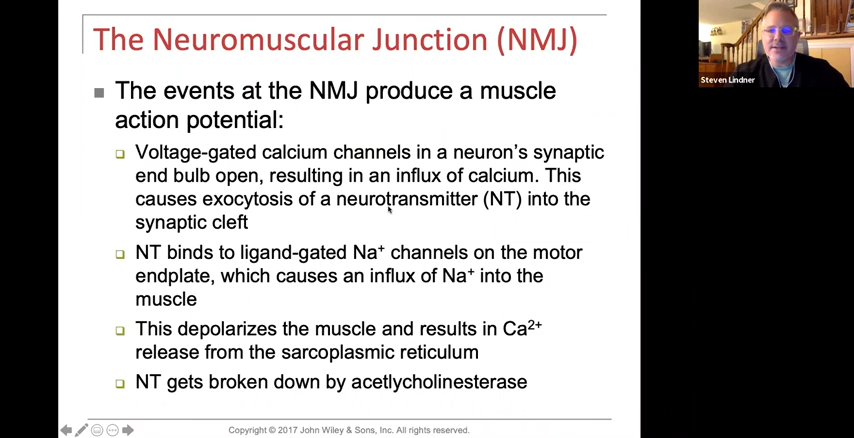 The Neuromuscular Junction (NMJ)
The events at the NMJ produce a muscle
action potential:
Voltage-gated calcium channels in a neuron's synaptic
end bulb open, resulting in an influx of calcium. This
causes exocytosis of a neurotransmitter (NT) into the
synaptic cleft
NT binds to ligand-gated Na⁺ channels on the motor
endplate, which causes an influx of Na⁺ into the
muscle
This depolarizes the muscle and results in Ca²⁺
release from the sarcoplasmic reticulum
NT gets broken down by acetlycholinesterase
Copyright © 2017 John Wiley & Sons, Inc. All rights reserved.
Steven Lindner